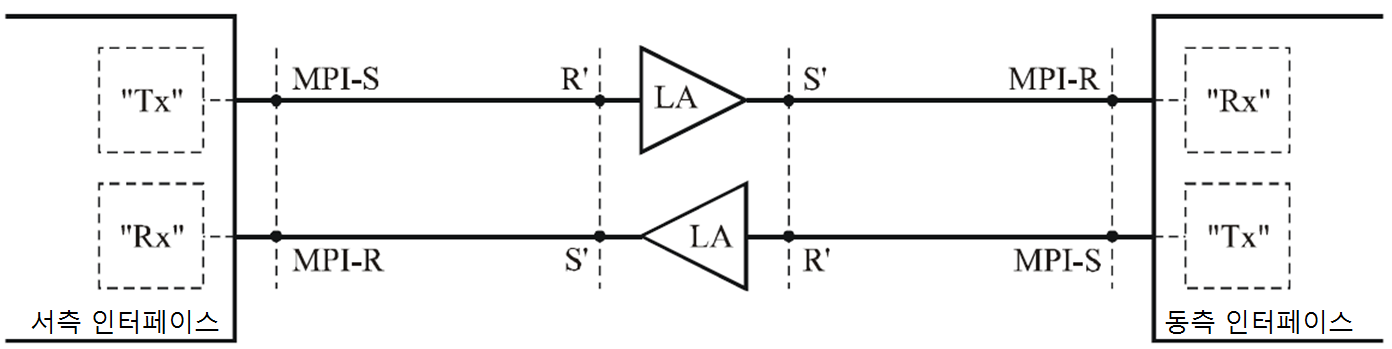 MPI-S R' S' MPI-R
"Tx" LA "Rx"
"Rx" LA "Tx"
MPI-R S' R' MPI-S
서측 인터페이스 동측 인터페이스